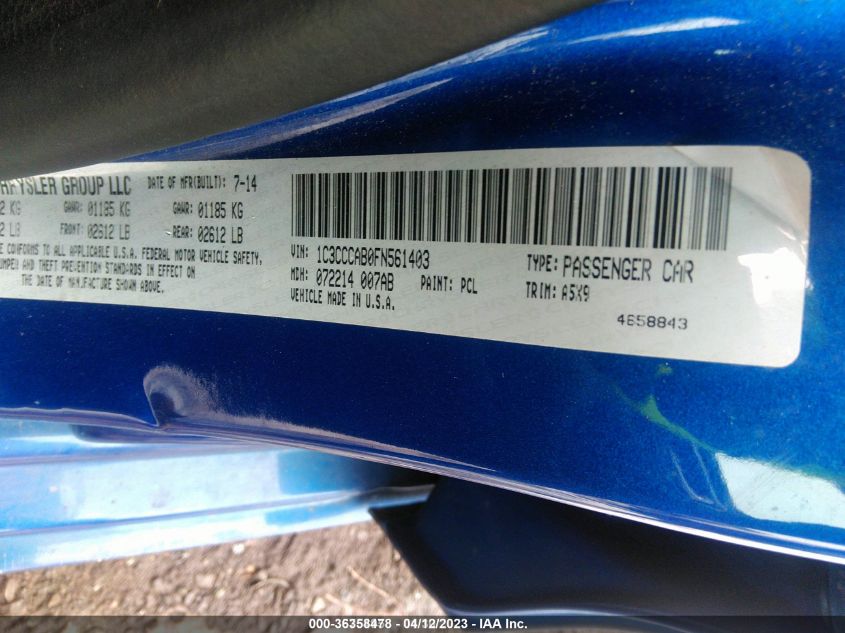 RYSLER GROUP LLC DATE OF MFR(BUILT): 7-14
KG GAWR: 01185 KG GAWR: 01185 KG
LB FRONT: 02612 LB REAR: 02612 LB
CONFORMS TO ALL APPLICABLE U.S.A. FEDERAL MOTOR VEHICLE SAFETY,
AND THEFT PREVENTION STANDARDS IN EFFECT ON
THE DATE OF MANUFACTURE SHOWN ABOVE.
VIN: 1C3CCCAB0FN561403
MDH: 072214 007AB PAINT: PCL
VEHICLE MADE IN U.S.A.
TYPE: PASSENGER CAR
TRIM: A5X9
4658843
000-36358478 - 04/12/2023 - IAA Inc.